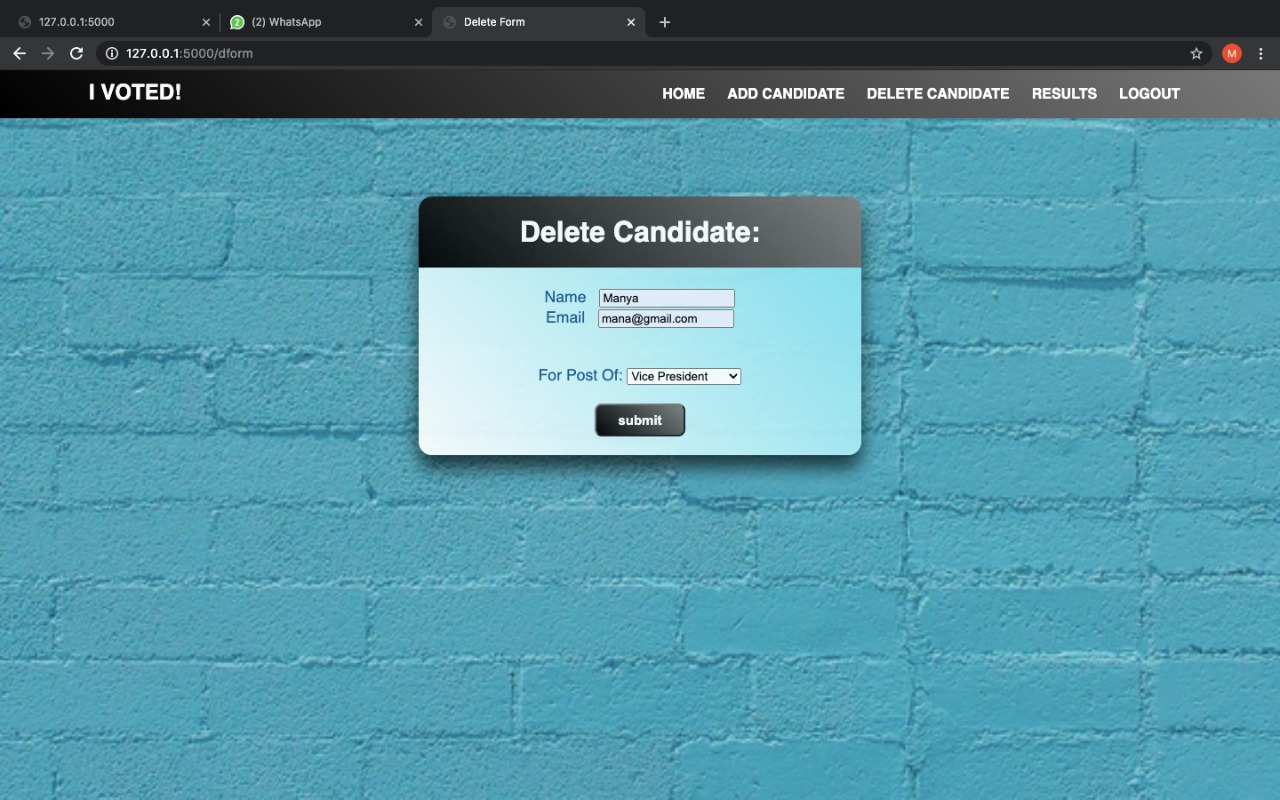 127.0.0.1:5000
(2) WhatsApp
Delete Form
127.0.0.1:5000/dform
M
I VOTED!
HOME ADD CANDIDATE DELETE CANDIDATE RESULTS LOGOUT
Delete Candidate:
Name Manya
Email mana@gmail.com
For Post Of: Vice President
submit